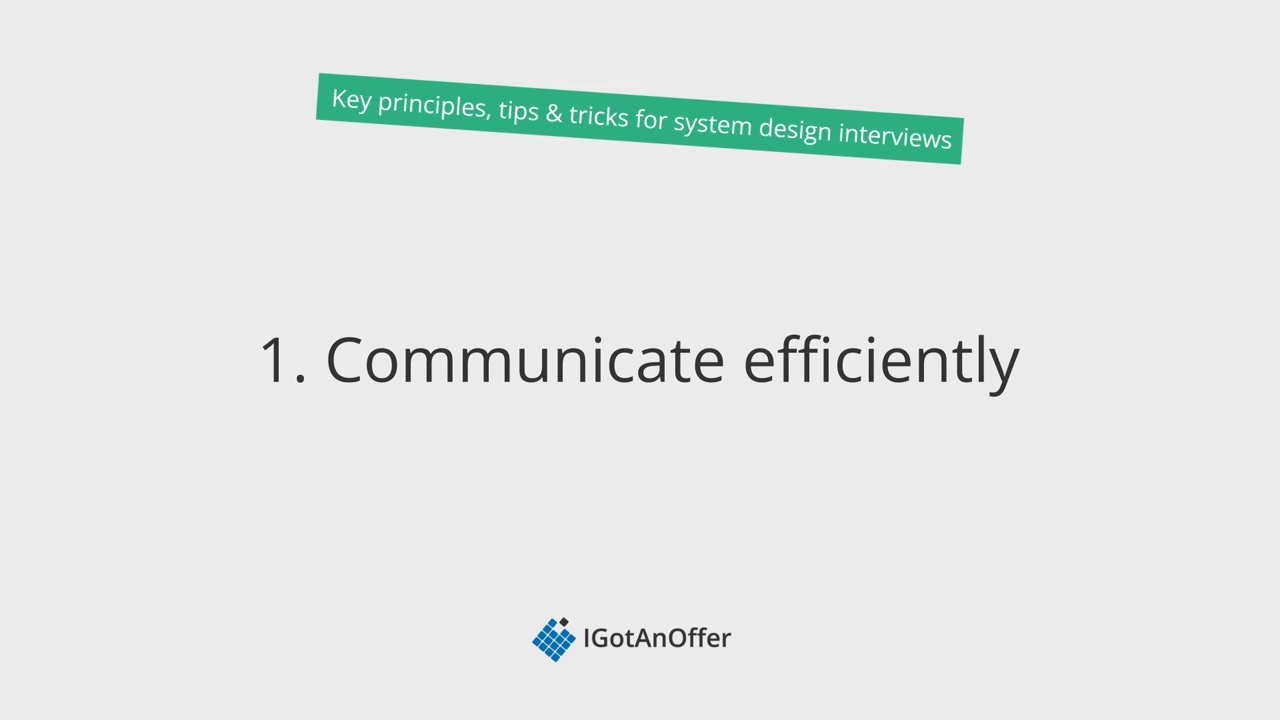 Key principles, tips & tricks for system design interviews
1. Communicate efficiently
IGotAnOffer